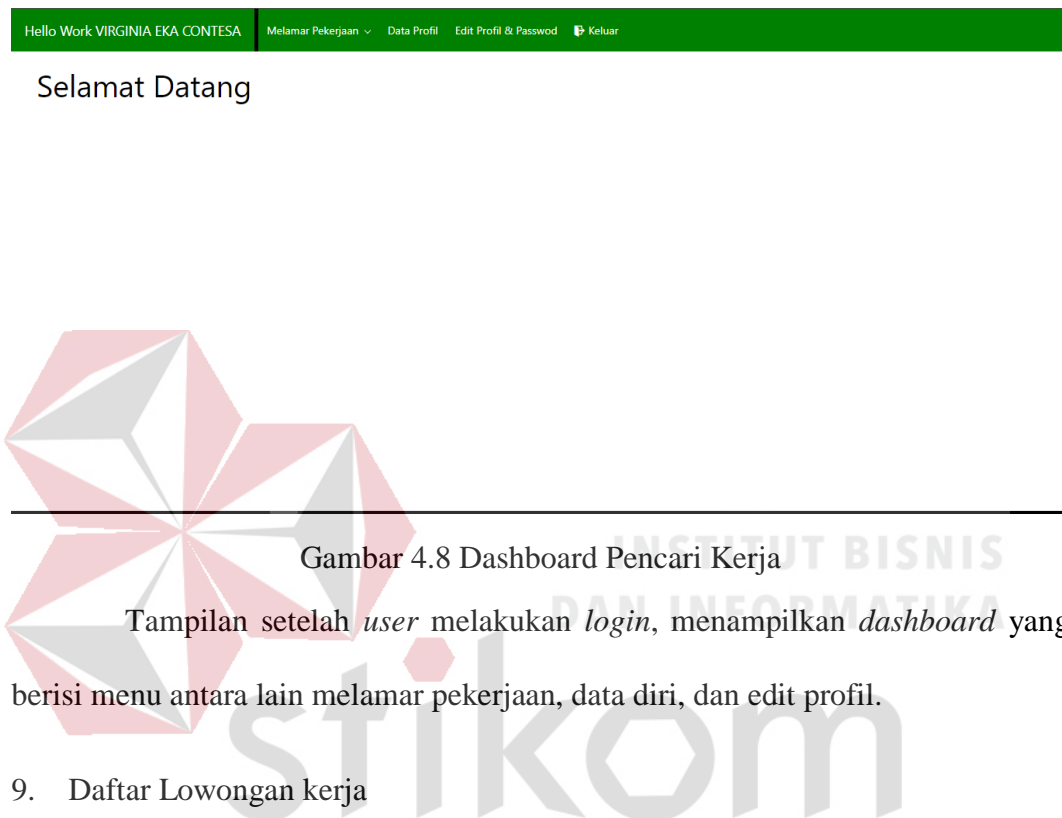 Hello Work VIRGINIA EKA CONTESA Melamar Pekerjaan Data Profil Edit Profil & Passwod Keluar
Selamat Datang
INSTITUT BISNIS
DAN INFORMATIKA
stikom
Gambar 4.8 Dashboard Pencari Kerja
Tampilan setelah user melakukan login, menampilkan dashboard yang
berisi menu antara lain melamar pekerjaan, data diri, dan edit profil.
9. Daftar Lowongan kerja